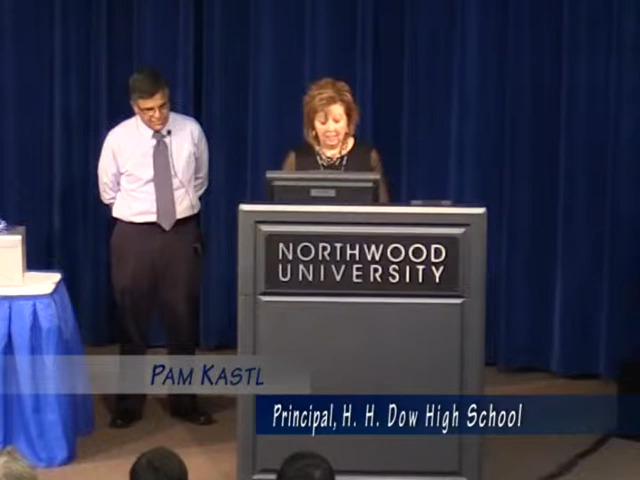 NORTHWOOD
UNIVERSITY
PAM KASTL
Principal, H. H. Dow High School